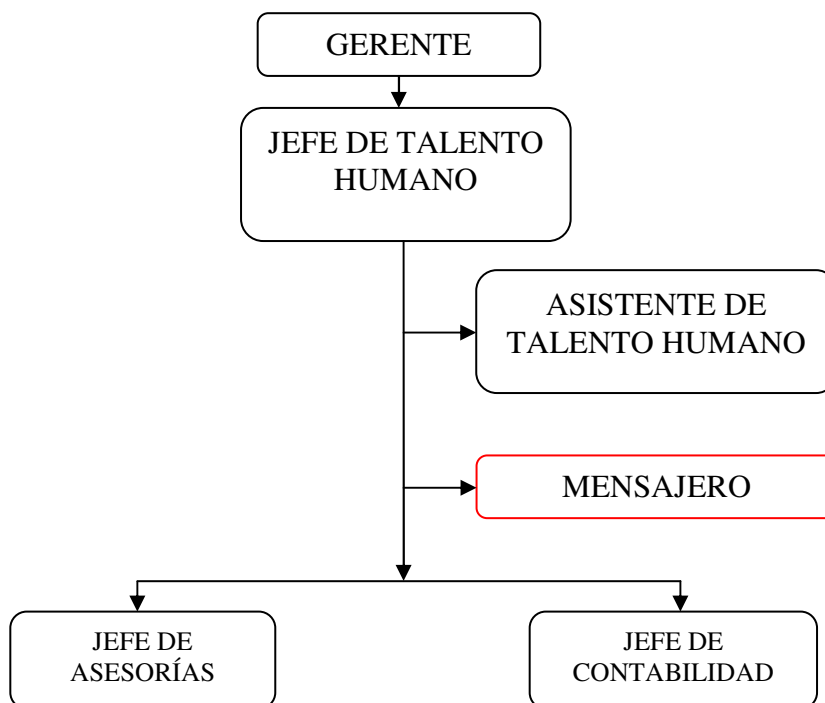 GERENTE
JEFE DE TALENTO
HUMANO
ASISTENTE DE
TALENTO HUMANO
MENSAJERO
JEFE DE
ASESORÍAS
JEFE DE
CONTABILIDAD